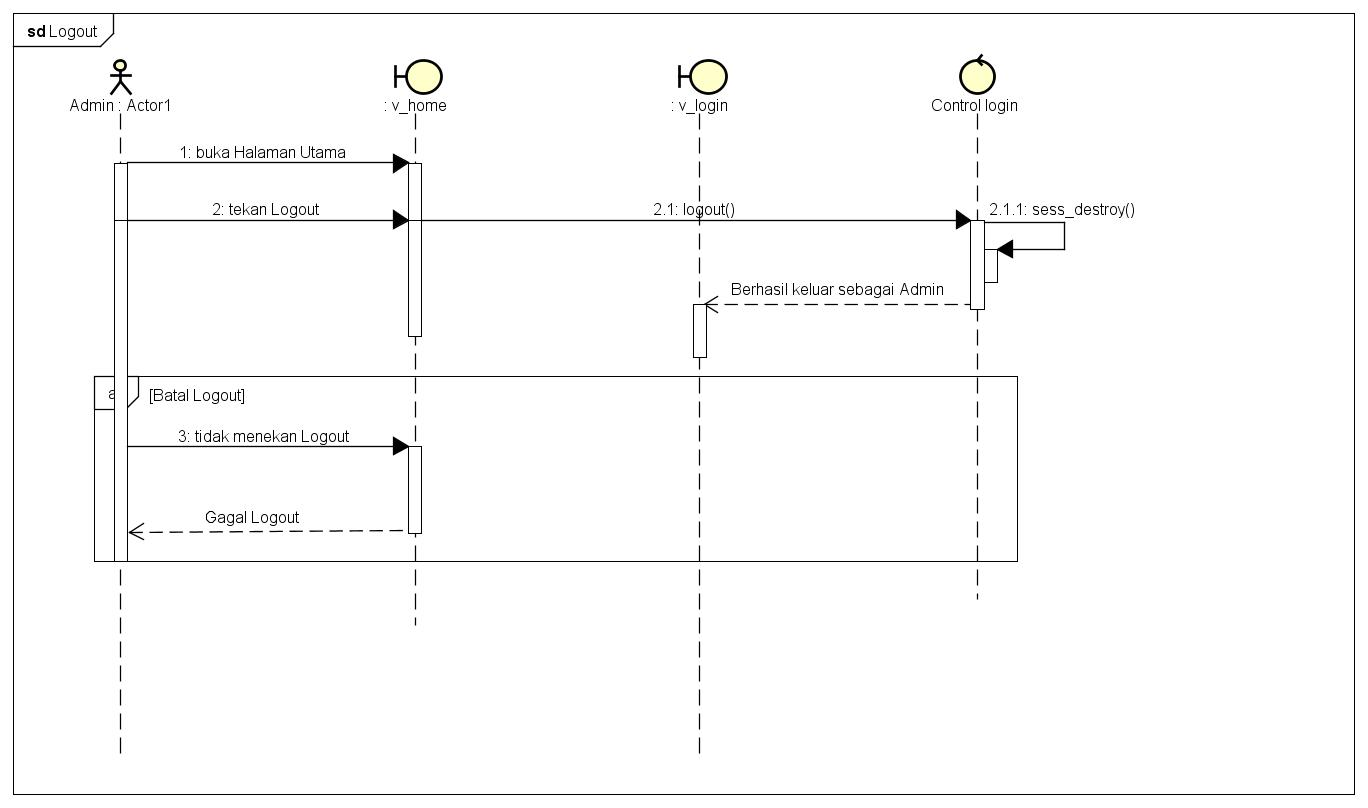 sd Logout
Admin : Actor1
: v_home
: v_login
Control login
1: buka Halaman Utama
2: tekan Logout
2.1: logout()
2.1.1: sess_destroy()
Berhasil keluar sebagai Admin
[Batal Logout]
3: tidak menekan Logout
Gagal Logout